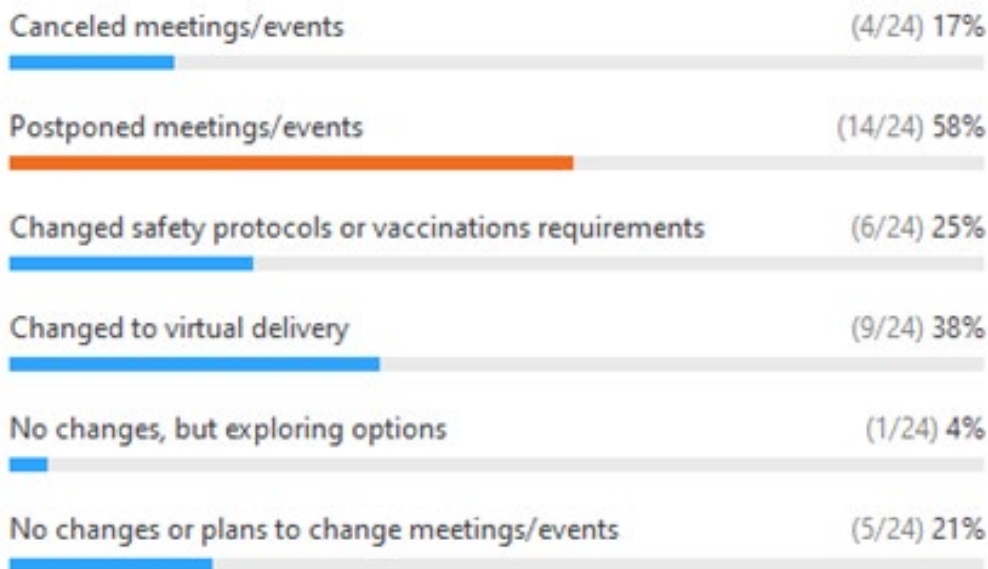 Canceled meetings/events (4/24) 17%
Postponed meetings/events (14/24) 58%
Changed safety protocols or vaccinations requirements (6/24) 25%
Changed to virtual delivery (9/24) 38%
No changes, but exploring options (1/24) 4%
No changes or plans to change meetings/events (5/24) 21%